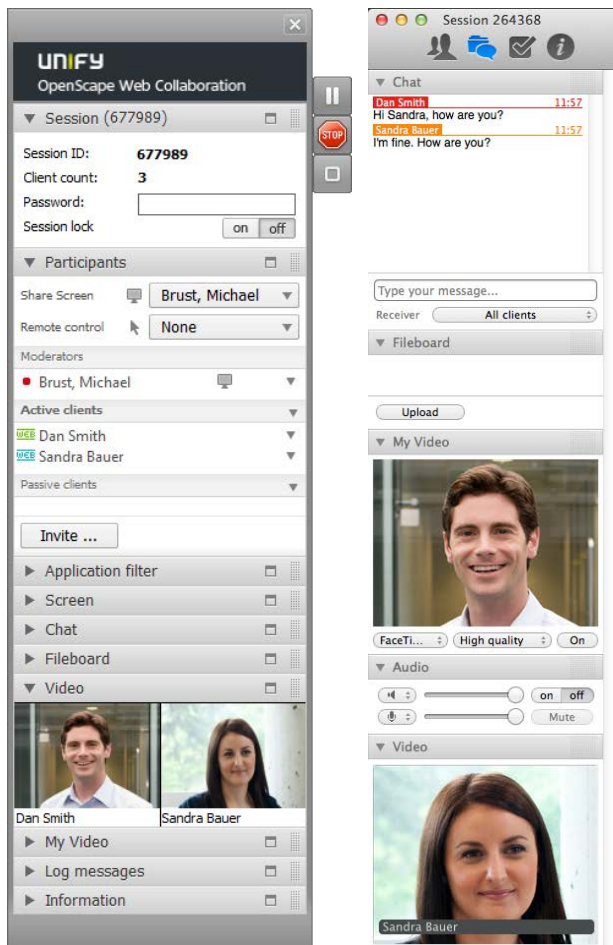 UNIFY
OpenScape Web Collaboration
Session (677989)
Session ID: 677989
Client count: 3
Password:
Session lock on off
Participants
Share Screen Brust, Michael
Remote control None
Moderators
Brust, Michael
Active clients
WEB Dan Smith
WEB Sandra Bauer
Passive clients
Invite ...
Application filter
Screen
Chat
Fileboard
Video
Dan Smith Sandra Bauer
My Video
Log messages
Information
STOP
Session 264368
Chat
Dan Smith 11:57
Hi Sandra, how are you?
Sandra Bauer 11:57
I'm fine. How are you?
Type your message...
Receiver All clients
Fileboard
Upload
My Video
FaceTi... High quality On
Audio
on off
Mute
Video
Sandra Bauer